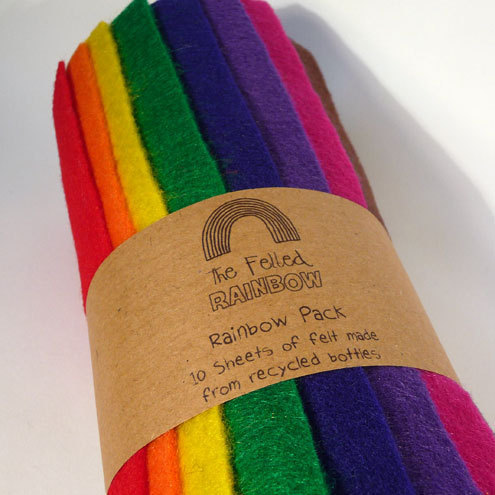 The Felted
RAINBOW
Rainbow Pack
10 Sheets of felt made
from recycled bottles